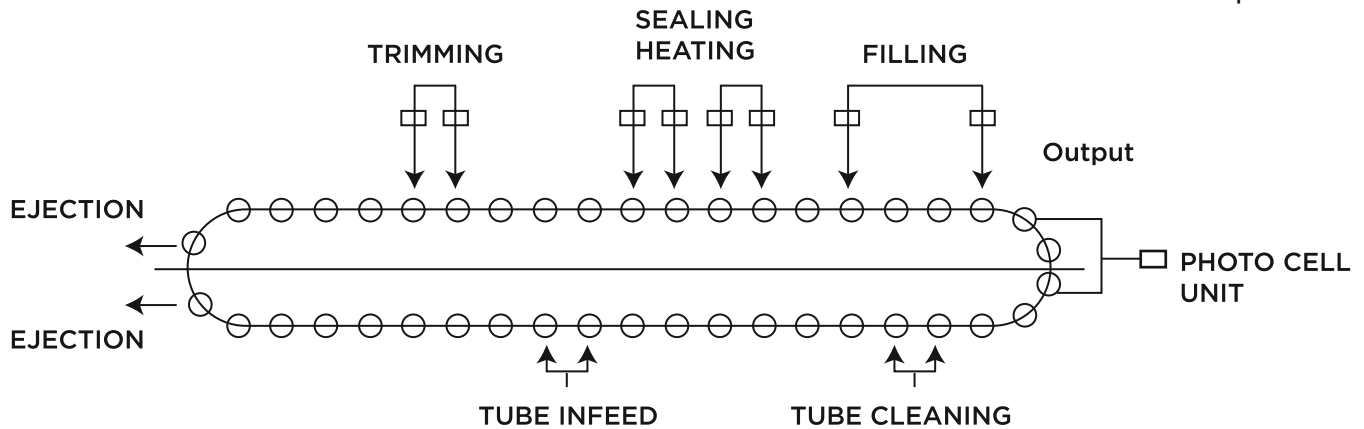 SEALING
HEATING
TRIMMING
FILLING
Output
EJECTION
PHOTO CELL
UNIT
EJECTION
TUBE INFEED
TUBE CLEANING